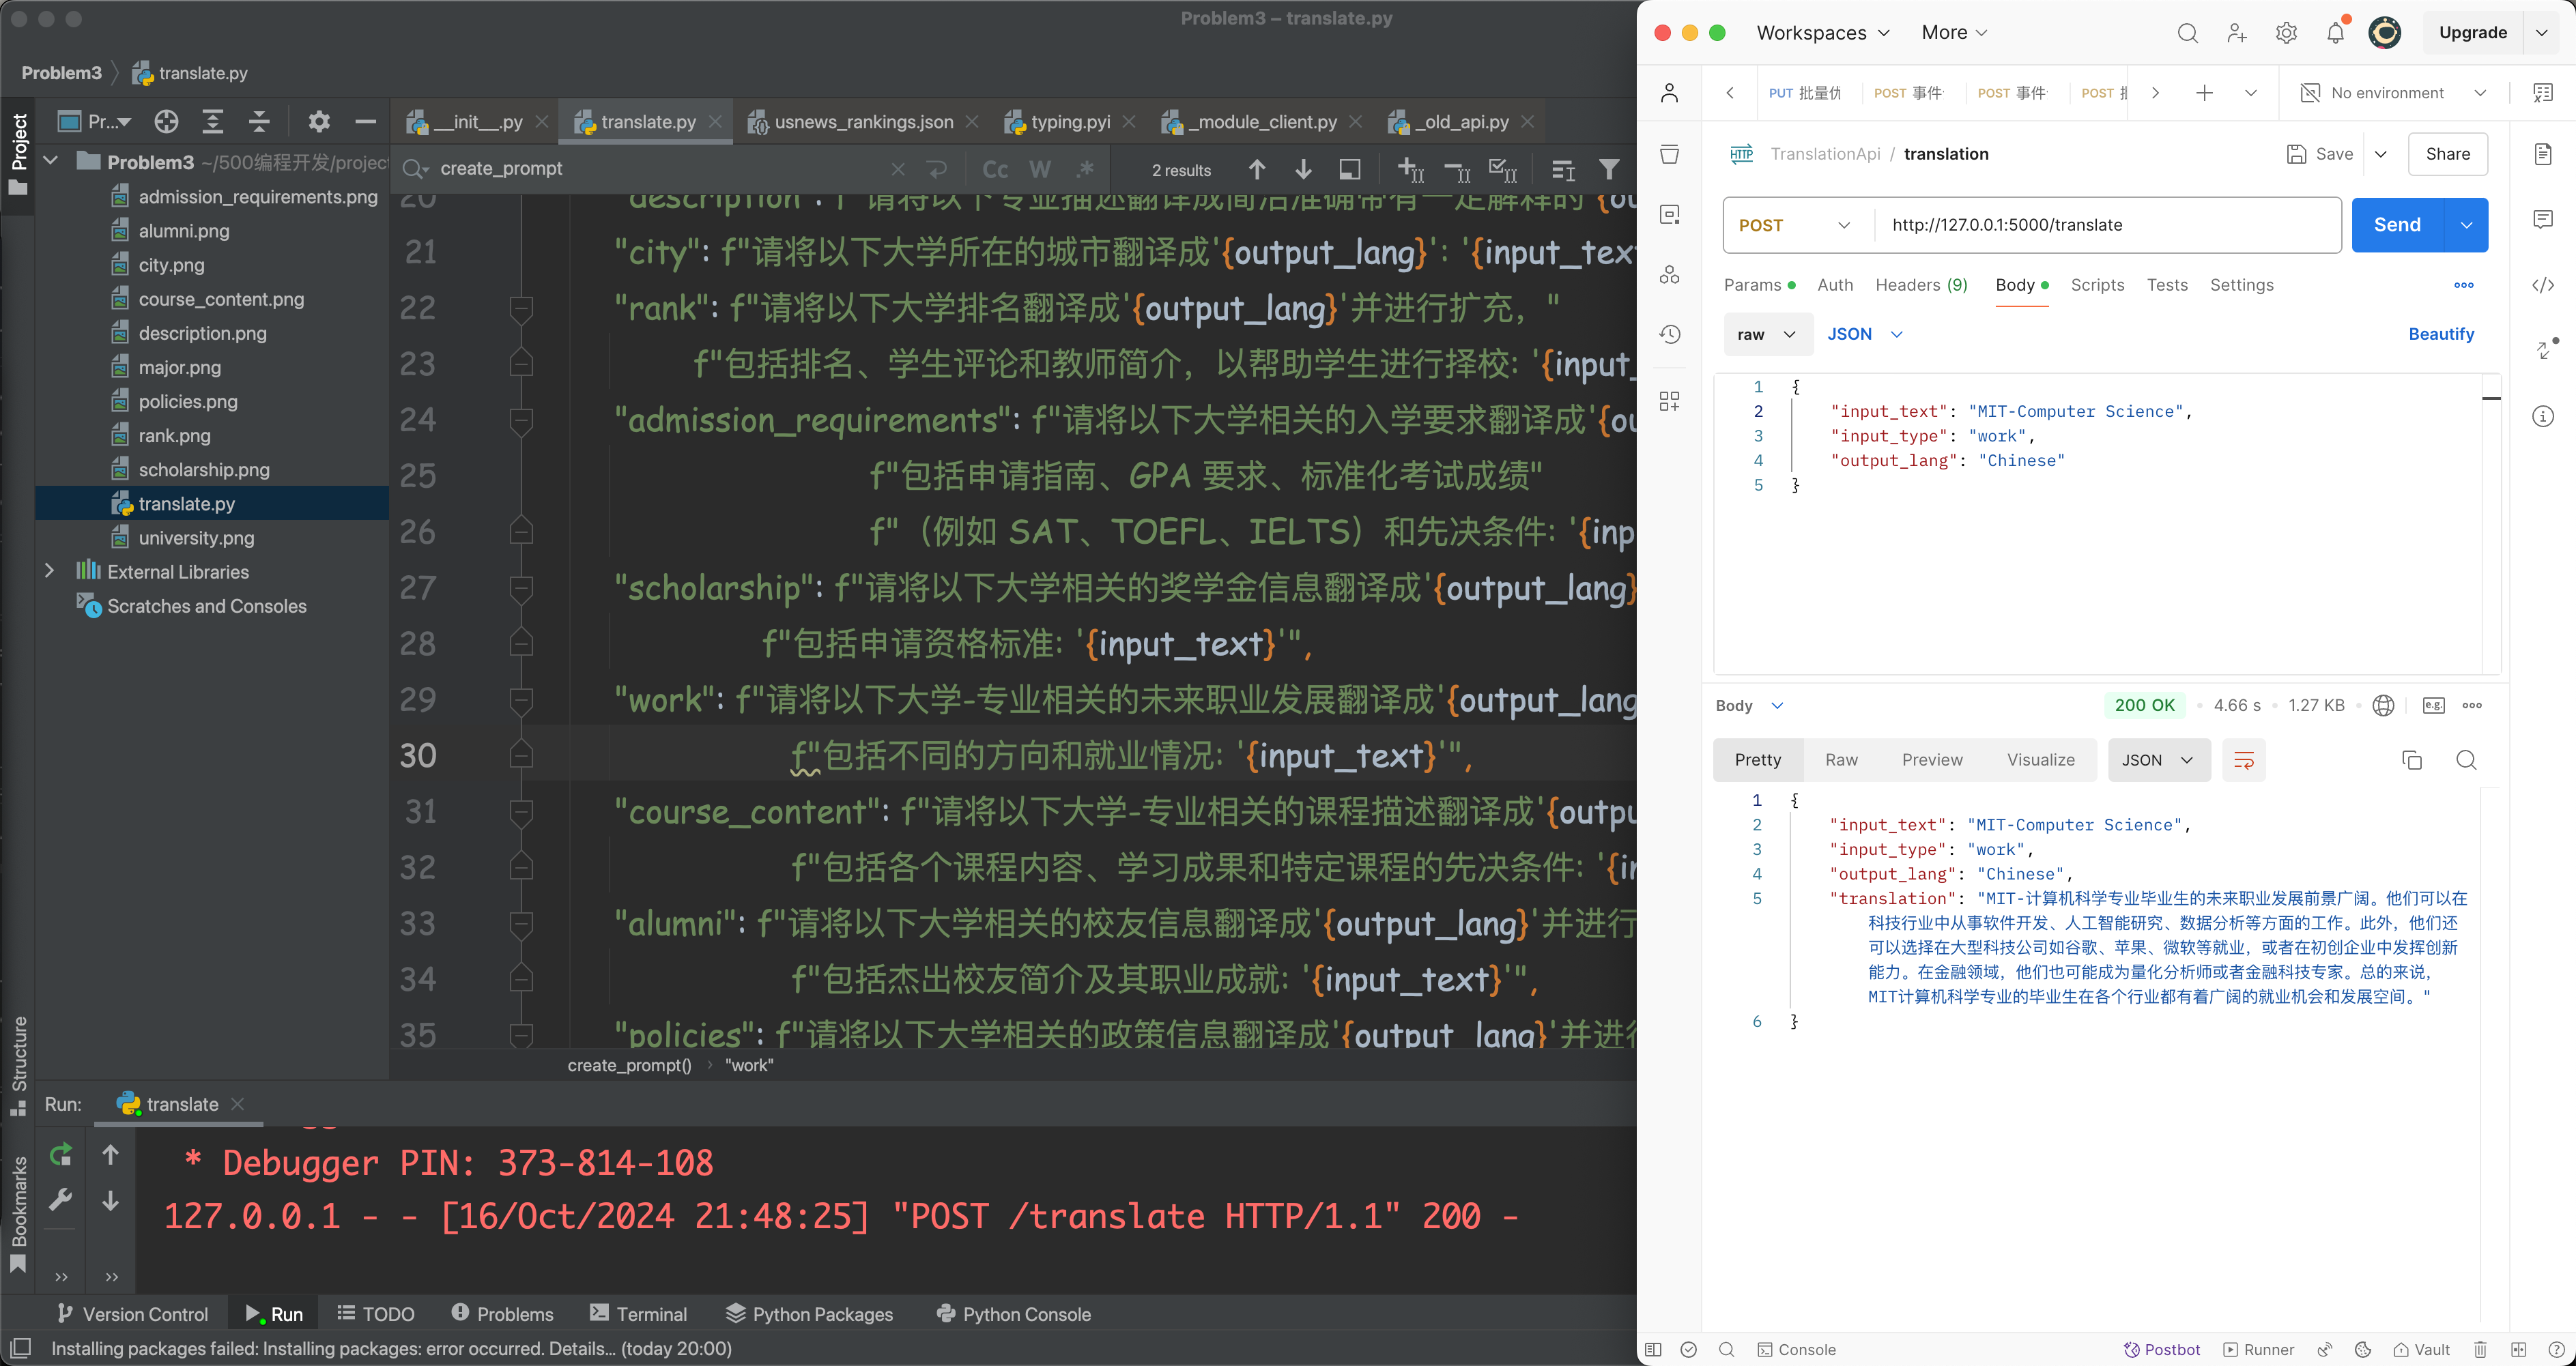 Problem3 – translate.py
Problem3
translate.py
Project
Pr...
__init__.py
translate.py
usnews_rankings.json
typing.pyi
_module_client.py
_old_api.py
Problem3 ~/500编程开发/project
create_prompt
Cc
W
.*
2 results
admission_requirements.png
alumni.png
city.png
course_content.png
description.png
major.png
policies.png
rank.png
scholarship.png
translate.py
university.png
External Libraries
Scratches and Consoles
20 "description": f"请将以下专业描述翻译成简洁准确带有一定解释的'{ou
21 "city": f"请将以下大学所在的城市翻译成'{output_lang}': '{input_tex
22 "rank": f"请将以下大学排名翻译成'{output_lang}'并进行扩充，"
23 f"包括排名、学生评论和教师简介，以帮助学生进行择校: '{input_
24 "admission_requirements": f"请将以下大学相关的入学要求翻译成'{ou
25 f"包括申请指南、GPA 要求、标准化考试成绩"
26 f"（例如 SAT、TOEFL、IELTS）和先决条件: '{inp
27 "scholarship": f"请将以下大学相关的奖学金信息翻译成'{output_lang}
28 f"包括申请资格标准: '{input_text}'",
29 "work": f"请将以下大学-专业相关的未来职业发展翻译成'{output_lang
30 f"包括不同的方向和就业情况: '{input_text}'",
31 "course_content": f"请将以下大学-专业相关的课程描述翻译成'{outpu
32 f"包括各个课程内容、学习成果和特定课程的先决条件: '{in
33 "alumni": f"请将以下大学相关的校友信息翻译成'{output_lang}'并进行
34 f"包括杰出校友简介及其职业成就: '{input_text}'",
35 "policies": f"请将以下大学相关的政策信息翻译成'{output_lang}'并进行
create_prompt() › "work"
Structure
Bookmarks
Run:
translate
* Debugger PIN: 373-814-108
127.0.0.1 - - [16/Oct/2024 21:48:25] "POST /translate HTTP/1.1" 200 -
Version Control
Run
TODO
Problems
Terminal
Python Packages
Python Console
Installing packages failed: Installing packages: error occurred. Details... (today 20:00)
Workspaces
More
Upgrade
PUT 批量优
POST 事件
POST 事件
POST 批
No environment
HTTP
TranslationApi / translation
Save
Share
POST
http://127.0.0.1:5000/translate
Send
Params
Auth
Headers (9)
Body
Scripts
Tests
Settings
raw
JSON
Beautify
1 {
2 "input_text": "MIT-Computer Science",
3 "input_type": "work",
4 "output_lang": "Chinese"
5 }
Body
200 OK
4.66 s
1.27 KB
e.g.
Pretty
Raw
Preview
Visualize
JSON
1 {
2 "input_text": "MIT-Computer Science",
3 "input_type": "work",
4 "output_lang": "Chinese",
5 "translation": "MIT-计算机科学专业毕业生的未来职业发展前景广阔。他们可以在
科技行业中从事软件开发、人工智能研究、数据分析等方面的工作。此外，他们还
可以选择在大型科技公司如谷歌、苹果、微软等就业，或者在初创企业中发挥创新
能力。在金融领域，他们也可能成为量化分析师或者金融科技专家。总的来说，
MIT计算机科学专业的毕业生在各个行业都有着广阔的就业机会和发展空间。"
6 }
Console
Postbot
Runner
Vault